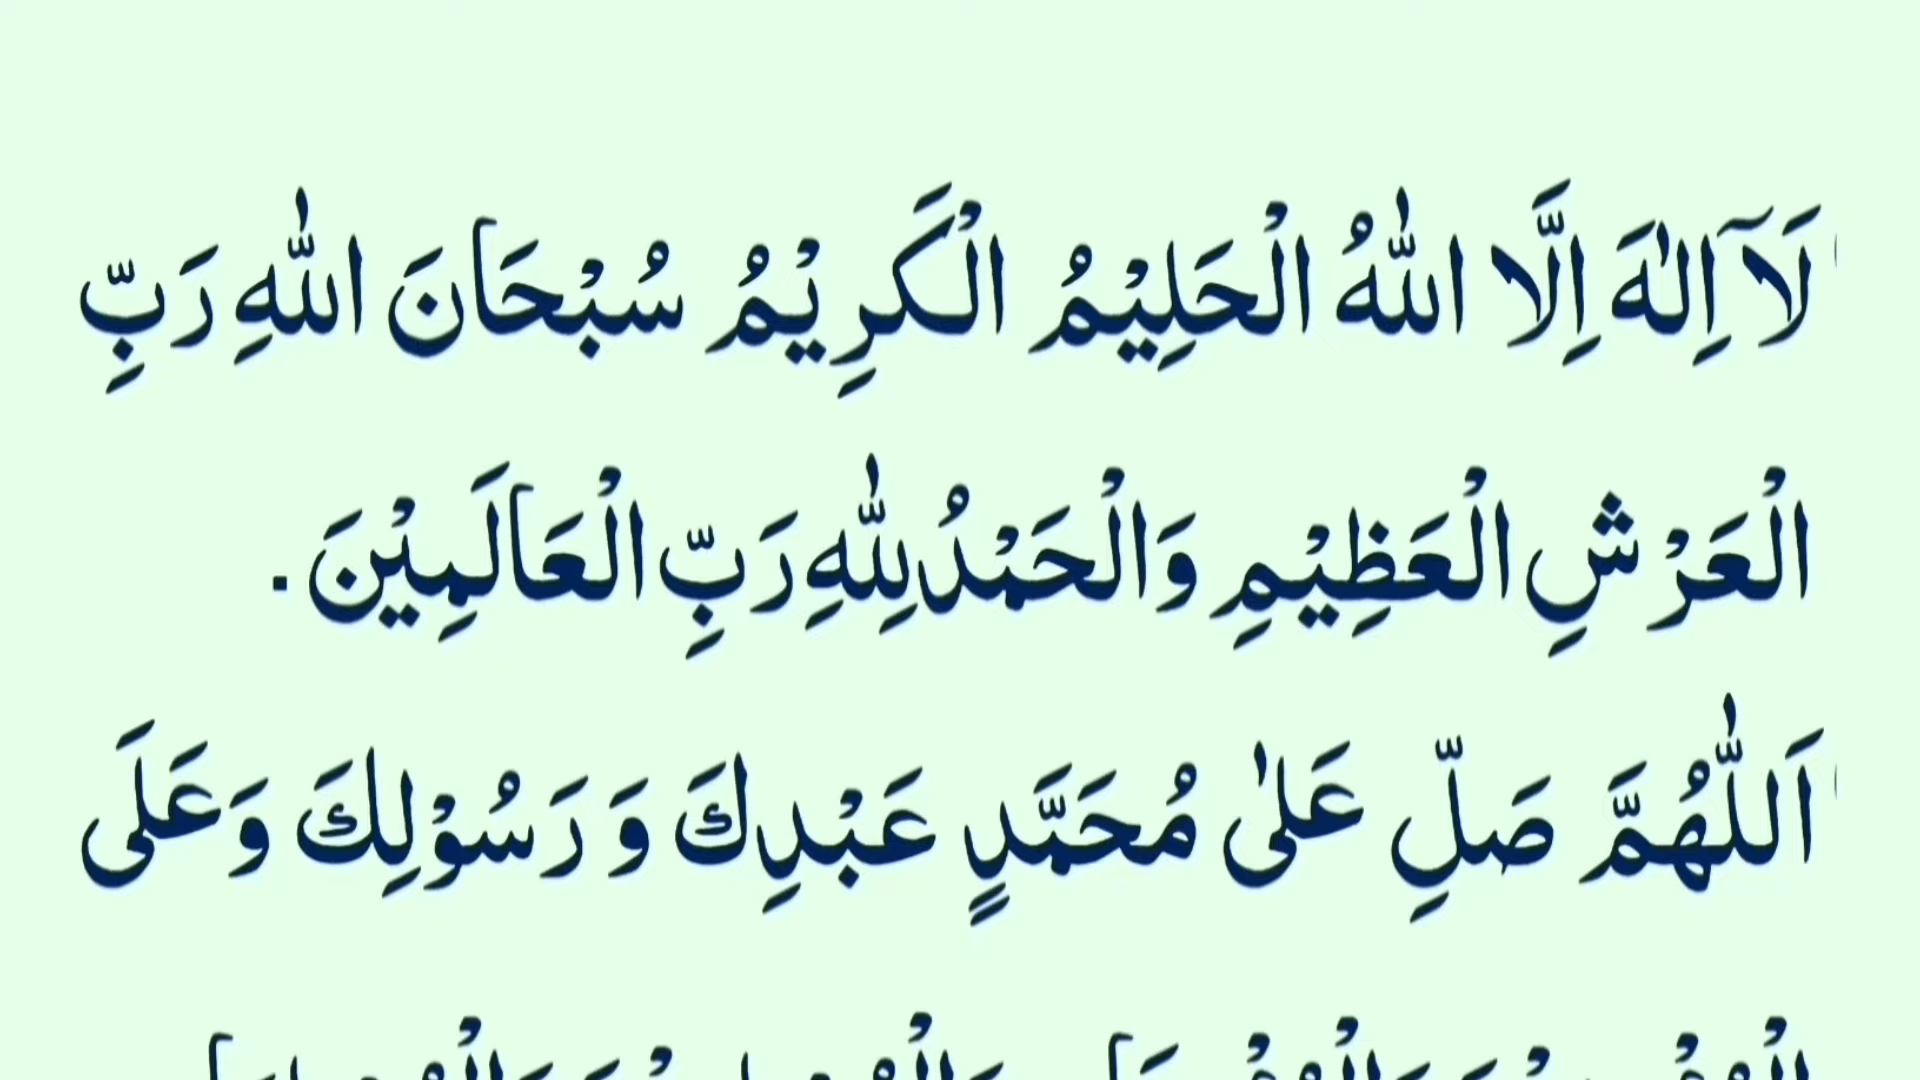 لَآ اِلٰهَ اِلَّا اللّٰهُ الْحَلِيْمُ الْكَرِيْمُ سُبْحَانَ اللّٰهِ رَبِّ
الْعَرْشِ الْعَظِيْمِ وَالْحَمْدُ لِلّٰهِ رَبِّ الْعَالَمِيْنَ .
اَللّٰهُمَّ صَلِّ عَلٰى مُحَمَّدٍ عَبْدِكَ وَ رَسُوْلِكَ وَعَلَى